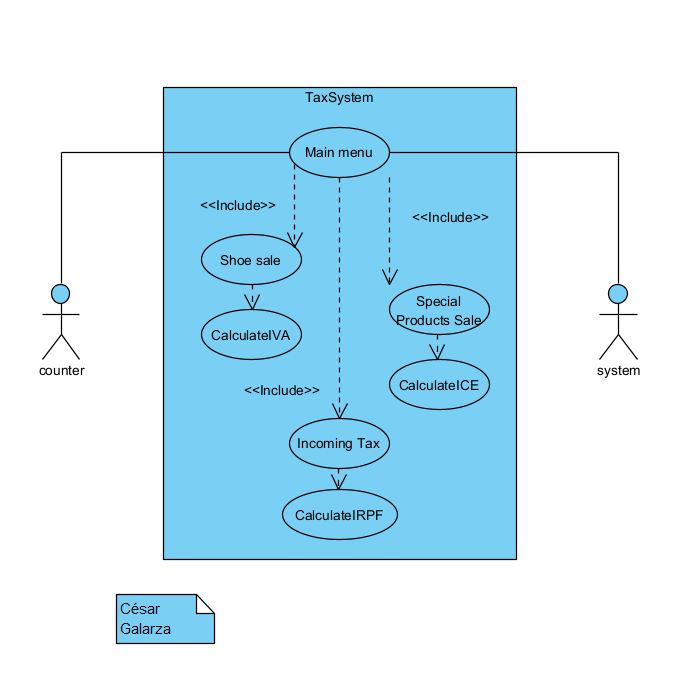 TaxSystem
Main menu
<<Include>>
<<Include>>
Shoe sale
Special
Products Sale
CalculateIVA
counter
system
CalculateICE
<<Include>>
Incoming Tax
CalculateIRPF
César
Galarza